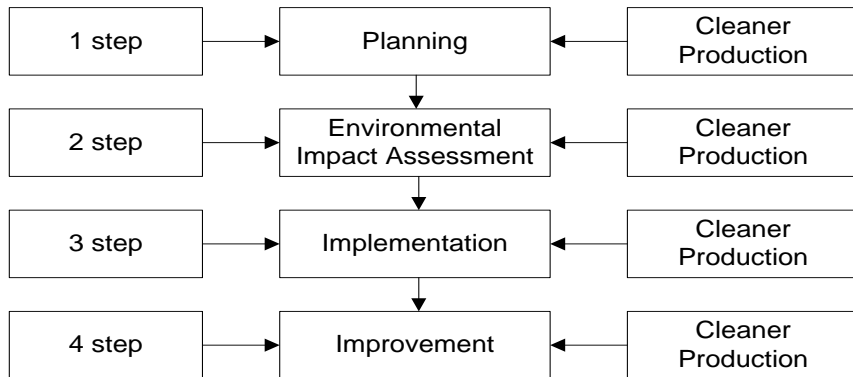 1 step
Planning
Cleaner
Production
2 step
Environmental
Impact Assessment
Cleaner
Production
3 step
Implementation
Cleaner
Production
4 step
Improvement
Cleaner
Production